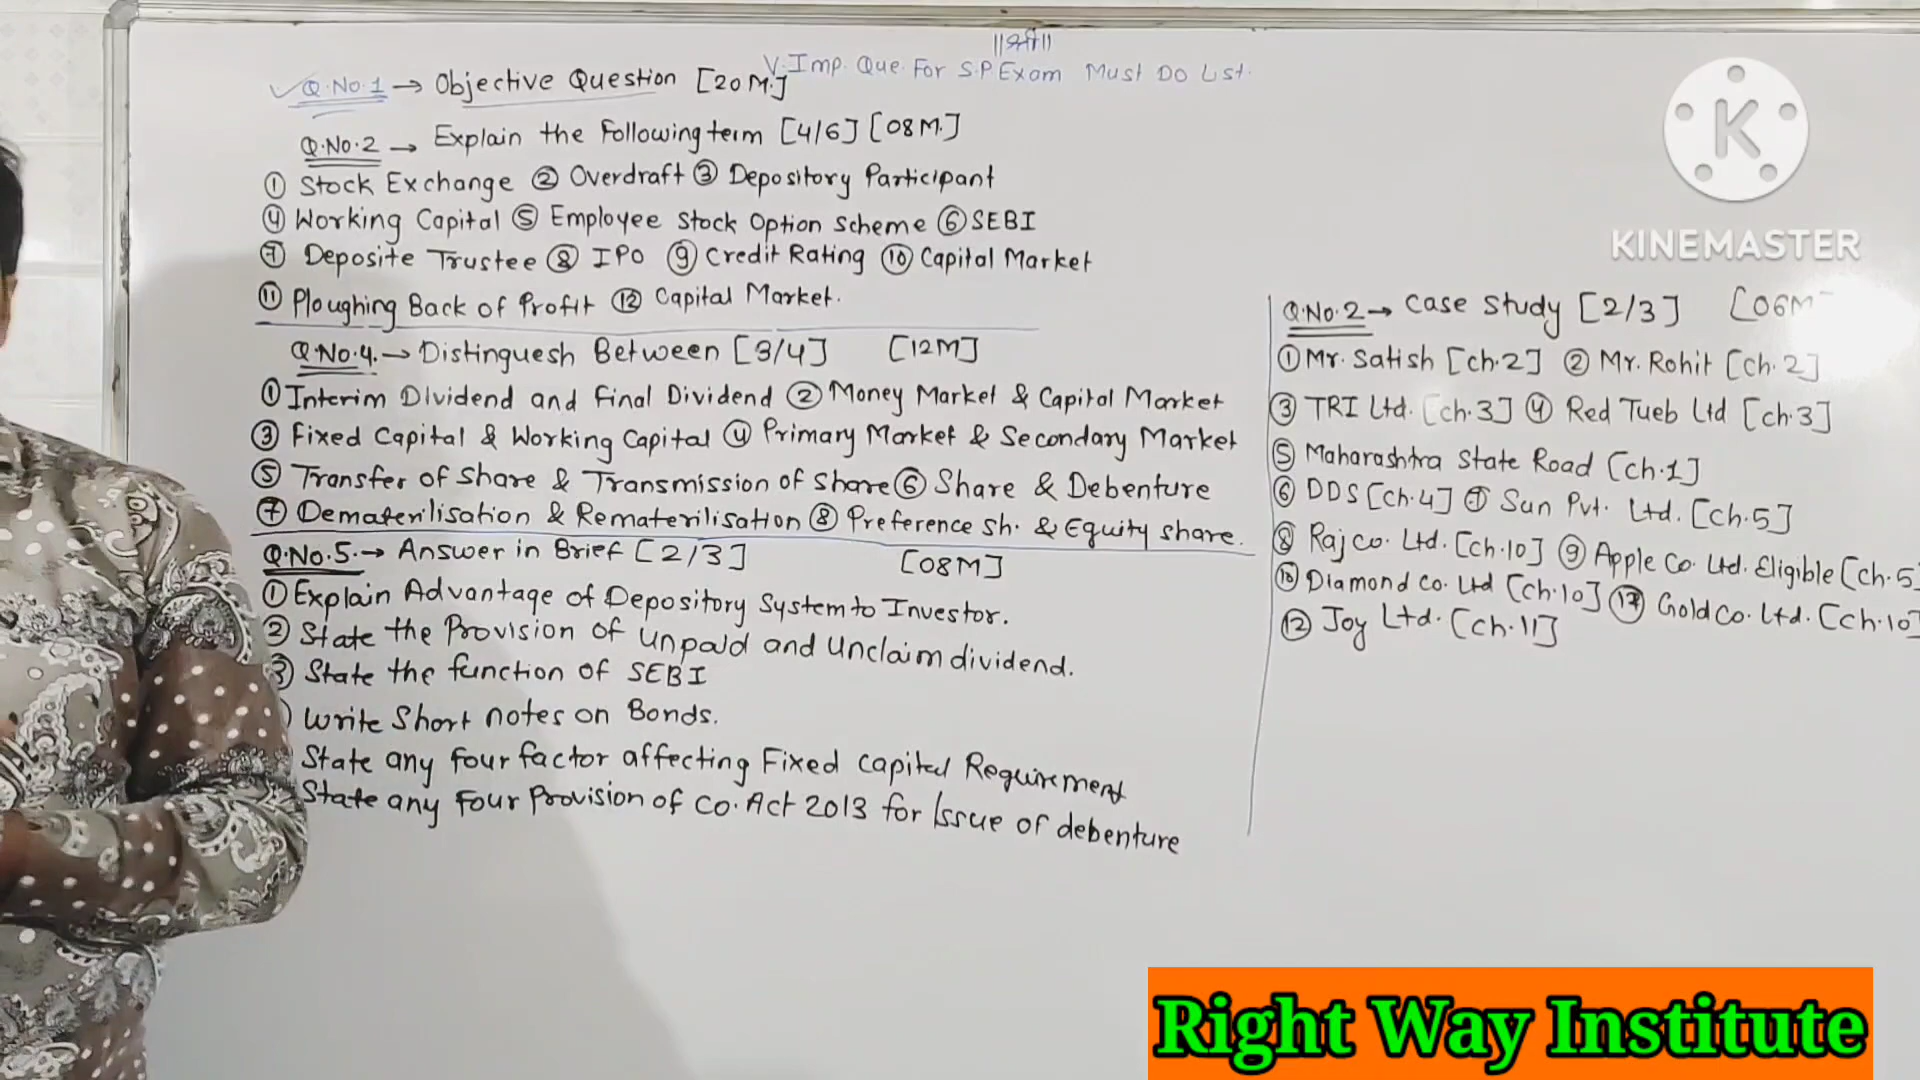 ॥श्री॥
V. Imp. Que. For S.P. Exam Must Do List.
Q.No.1 → Objective Question [20 M.]
Q.No.2 → Explain the Following term [4/6] [08M.]
① Stock Exchange ② Overdraft ③ Depository Participant
④ Working Capital ⑤ Employee Stock Option Scheme ⑥ SEBI
⑦ Deposite Trustee ⑧ IPO ⑨ Credit Rating ⑩ Capital Market
⑪ Ploughing Back of Profit ⑫ Capital Market.
Q.No.4. → Distinguesh Between [3/4] [12M]
① Interim Dividend and Final Dividend ② Money Market & Capital Market
③ Fixed Capital & Working Capital ④ Primary Market & Secondary Market
⑤ Transfer of Share & Transmission of Share ⑥ Share & Debenture
⑦ Dematerilisation & Rematerilisation ⑧ Preference sh. & Equity share.
Q.No.5. → Answer in Brief [2/3] [08M]
① Explain Advantage of Depository System to Investor.
② State the Provision of Unpaid and Unclaim dividend.
③ State the function of SEBI
Write Short notes on Bonds.
State any four factor affecting Fixed capital Requirement
State any Four Provision of Co. Act 2013 for Issue of debenture
Q.No.2 → Case Study [2/3] [06M
① Mr. Satish [ch.2] ② Mr. Rohit [ch.2]
③ TRI Ltd. [ch.3] ④ Red Tueb Ltd [ch.3]
⑤ Maharashtra State Road [ch.1]
⑥ DDS [ch.4] ⑦ Sun Pvt. Ltd. [ch.5]
⑧ Raj co. Ltd. [ch.10] ⑨ Apple Co. Ltd. Eligible [ch.5]
⑩ Diamond co. Ltd [ch.10] Gold Co. Ltd. [ch.10]
⑫ Joy Ltd. [ch.11]
K
KINEMASTER
Right Way Institute